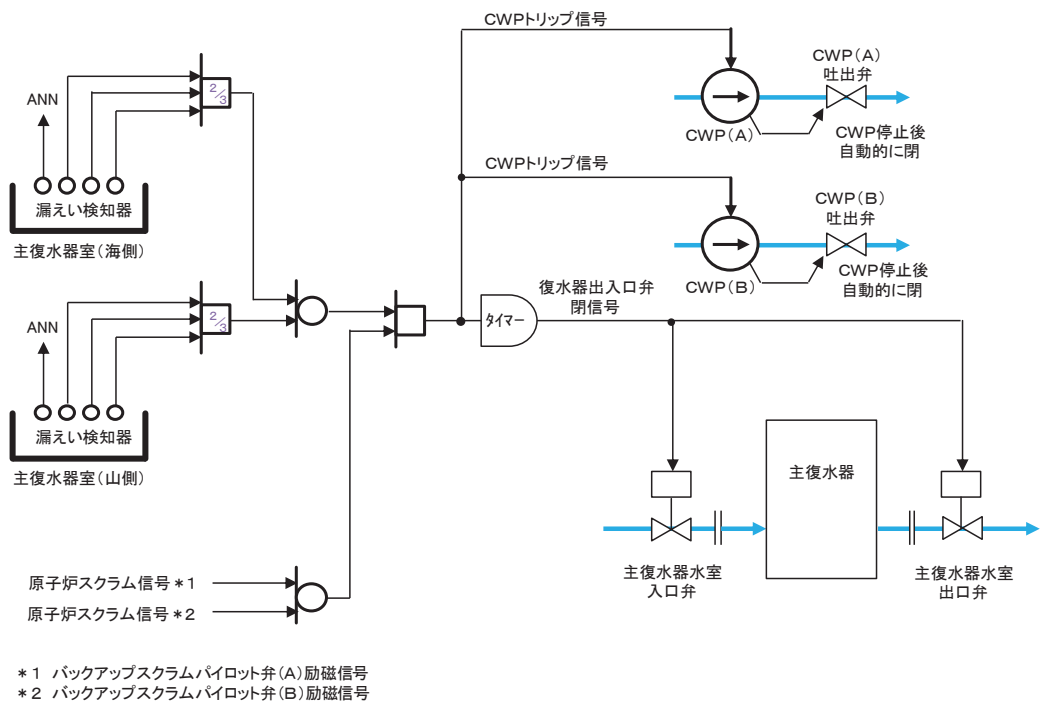 CWPトリップ信号
CWP(A)
吐出弁
ANN
2/3
CWP(A)
CWP停止後
自動的に閉
漏えい検知器
主復水器室(海側)
CWPトリップ信号
CWP(B)
吐出弁
CWP(B)
CWP停止後
自動的に閉
復水器出入口弁
閉信号
ANN
2/3
タイマー
漏えい検知器
主復水器室(山側)
主復水器
主復水器水室
入口弁
主復水器水室
出口弁
原子炉スクラム信号*1
原子炉スクラム信号*2
*1 バックアップスクラムパイロット弁(A)励磁信号
*2 バックアップスクラムパイロット弁(B)励磁信号